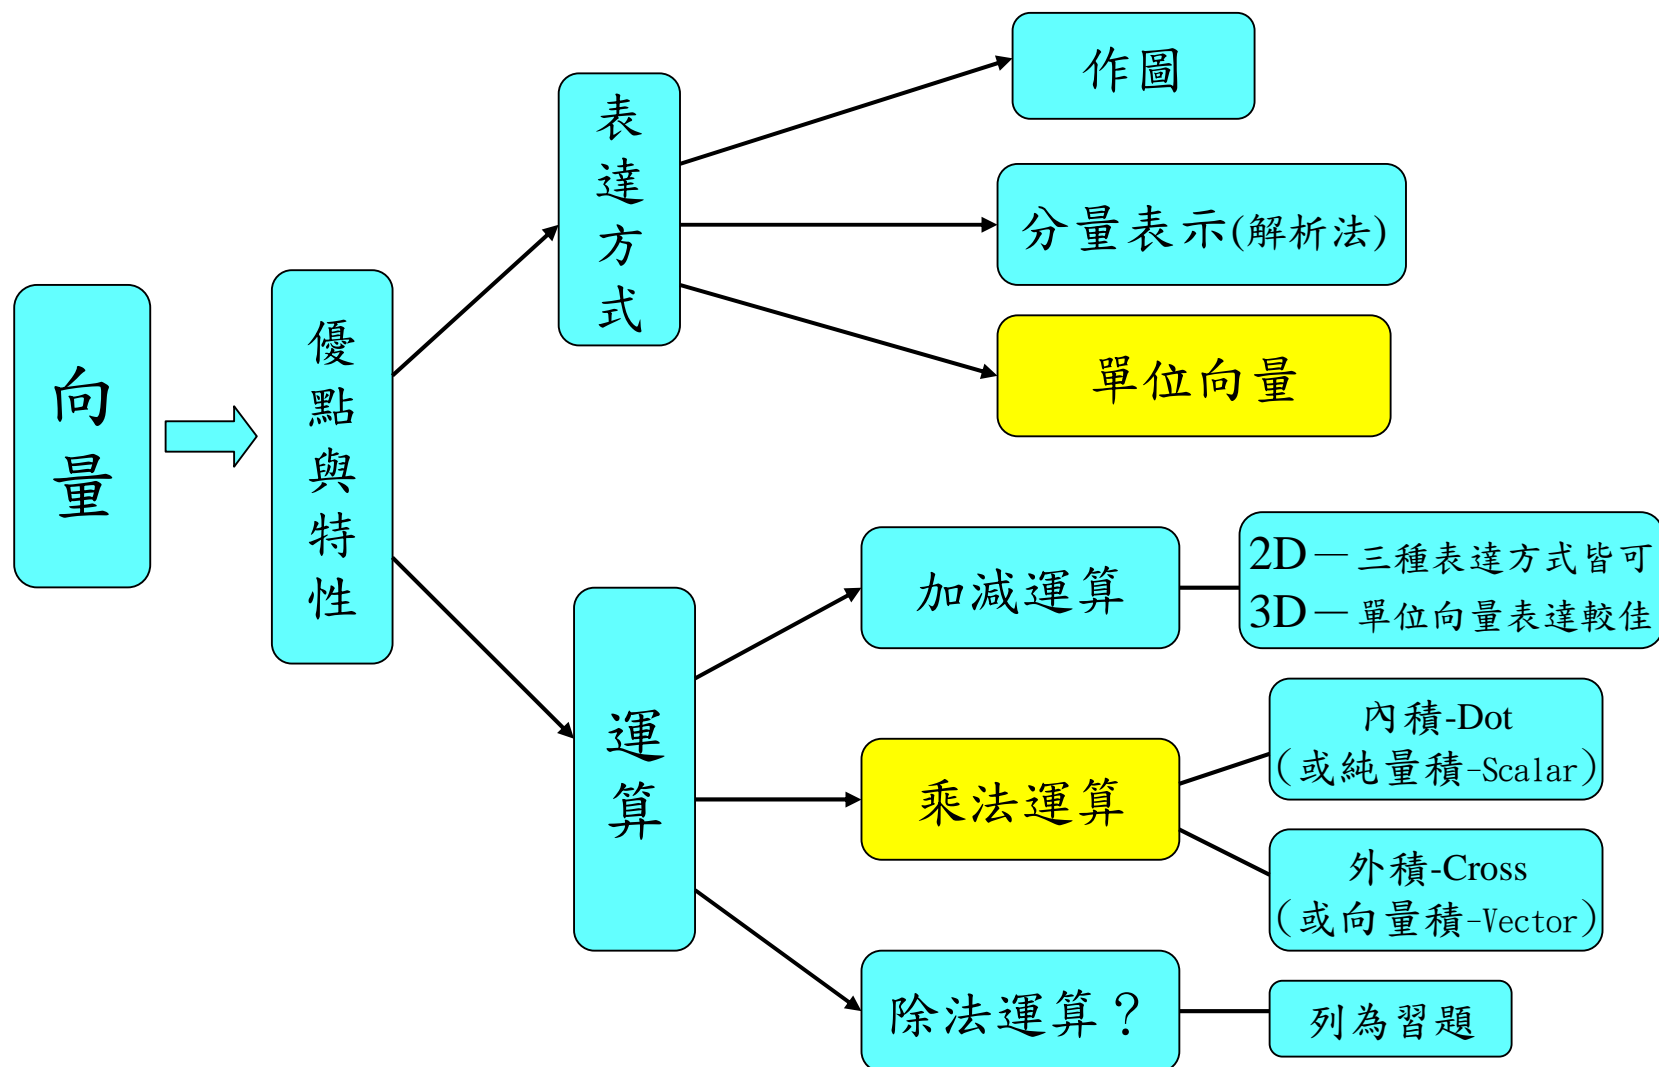 向量
優點與特性
表達方式
作圖
分量表示(解析法)
單位向量
運算
加減運算
2D－三種表達方式皆可
3D－單位向量表達較佳
乘法運算
內積-Dot
（或純量積-Scalar）
外積-Cross
（或向量積-Vector）
除法運算？
列為習題